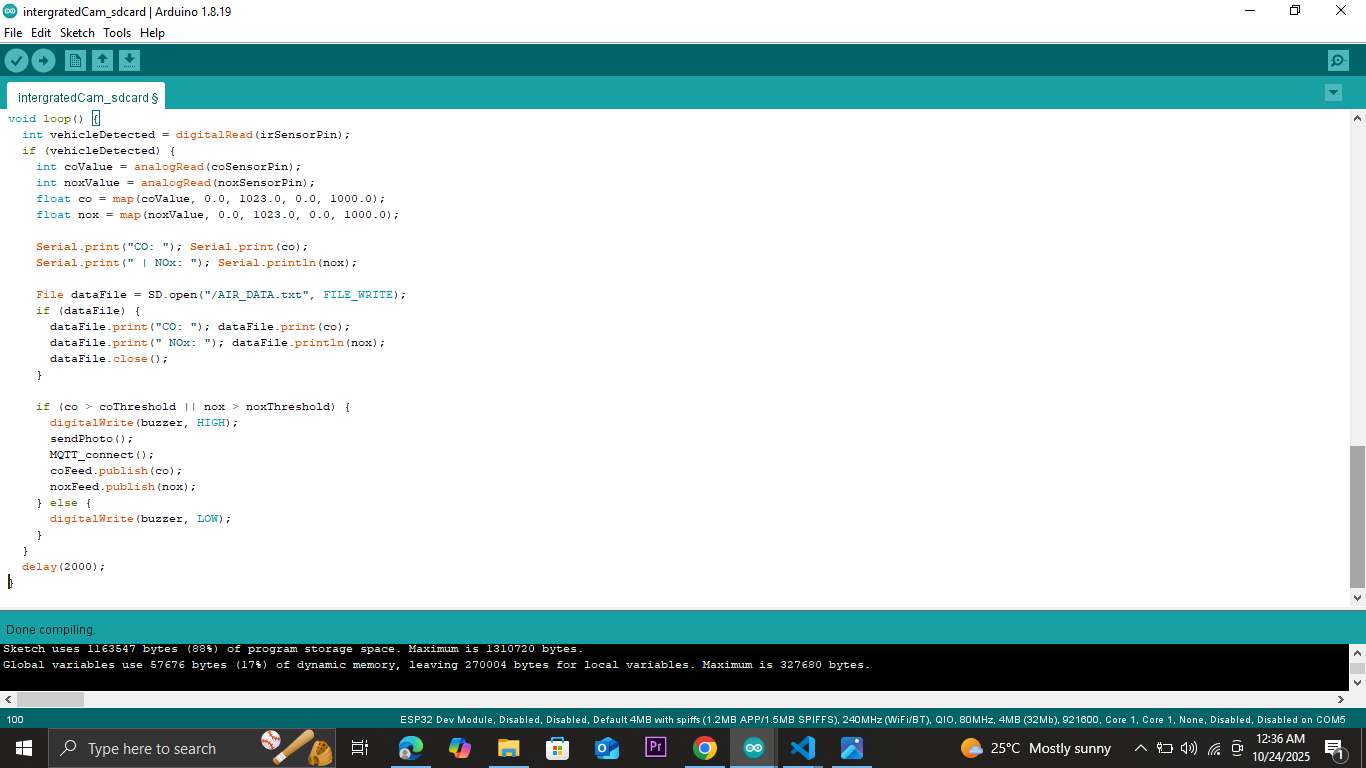 intergratedCam_sdcard | Arduino 1.8.19
File Edit Sketch Tools Help
intergratedCam_sdcard §
void loop() {
int vehicleDetected = digitalRead(irSensorPin);
if (vehicleDetected) {
int coValue = analogRead(coSensorPin);
int noxValue = analogRead(noxSensorPin);
float co = map(coValue, 0.0, 1023.0, 0.0, 1000.0);
float nox = map(noxValue, 0.0, 1023.0, 0.0, 1000.0);
Serial.print("CO: "); Serial.print(co);
Serial.print(" | NOx: "); Serial.println(nox);
File dataFile = SD.open("/AIR_DATA.txt", FILE_WRITE);
if (dataFile) {
dataFile.print("CO: "); dataFile.print(co);
dataFile.print(" NOx: "); dataFile.println(nox);
dataFile.close();
}
if (co > coThreshold || nox > noxThreshold) {
digitalWrite(buzzer, HIGH);
sendPhoto();
MQTT_connect();
coFeed.publish(co);
noxFeed.publish(nox);
} else {
digitalWrite(buzzer, LOW);
}
}
delay(2000);
}
Done compiling.
Sketch uses 1163547 bytes (88%) of program storage space. Maximum is 1310720 bytes.
Global variables use 57676 bytes (17%) of dynamic memory, leaving 270004 bytes for local variables. Maximum is 327680 bytes.
100
ESP32 Dev Module, Disabled, Disabled, Default 4MB with spiffs (1.2MB APP/1.5MB SPIFFS), 240MHz (WiFi/BT), QIO, 80MHz, 4MB (32Mb), 921600, Core 1, Core 1, None, Disabled, Disabled on COM5
Type here to search
Pr
25°C Mostly sunny
12:36 AM
10/24/2025
1